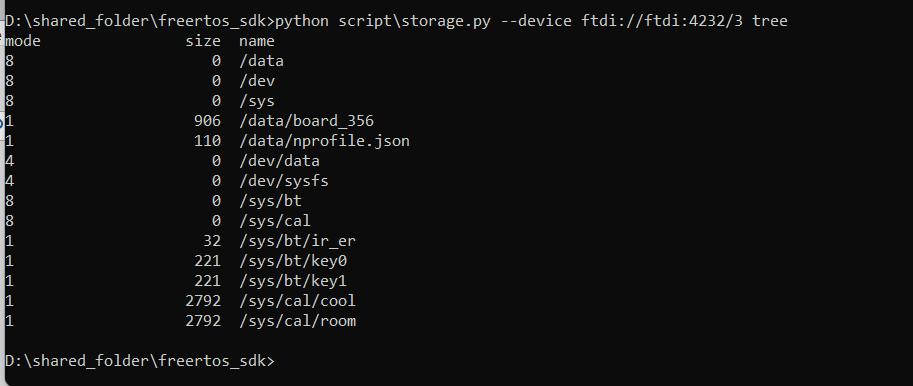 D:\shared_folder\freertos_sdk>python script\storage.py --device ftdi://ftdi:4232/3 tree
mode size name
8 0 /data
8 0 /dev
8 0 /sys
1 906 /data/board_356
1 110 /data/nprofile.json
4 0 /dev/data
4 0 /dev/sysfs
8 0 /sys/bt
8 0 /sys/cal
1 32 /sys/bt/ir_er
1 221 /sys/bt/key0
1 221 /sys/bt/key1
1 2792 /sys/cal/cool
1 2792 /sys/cal/room
D:\shared_folder\freertos_sdk>